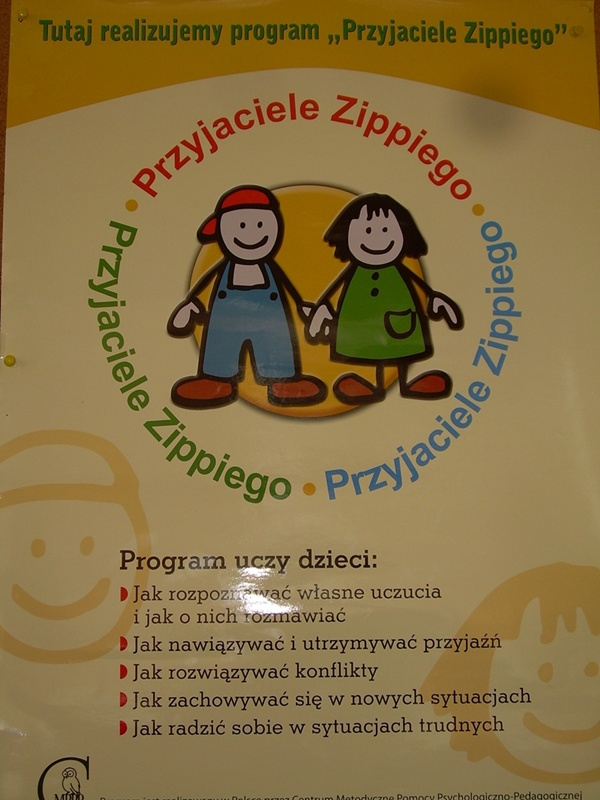 Tutaj realizujemy program „Przyjaciele Zippiego”
Przyjaciele Zippiego
Przyjaciele Zippiego
Przyjaciele Zippiego
Program uczy dzieci:
Jak rozpoznawać własne uczucia
i jak o nich rozmawiać
Jak nawiązywać i utrzymywać przyjaźń
Jak rozwiązywać konflikty
Jak zachowywać się w nowych sytuacjach
Jak radzić sobie w sytuacjach trudnych
Program jest realizowany w Polsce przez Centrum Metodyczne Pomocy Psychologiczno-Pedagogicznej